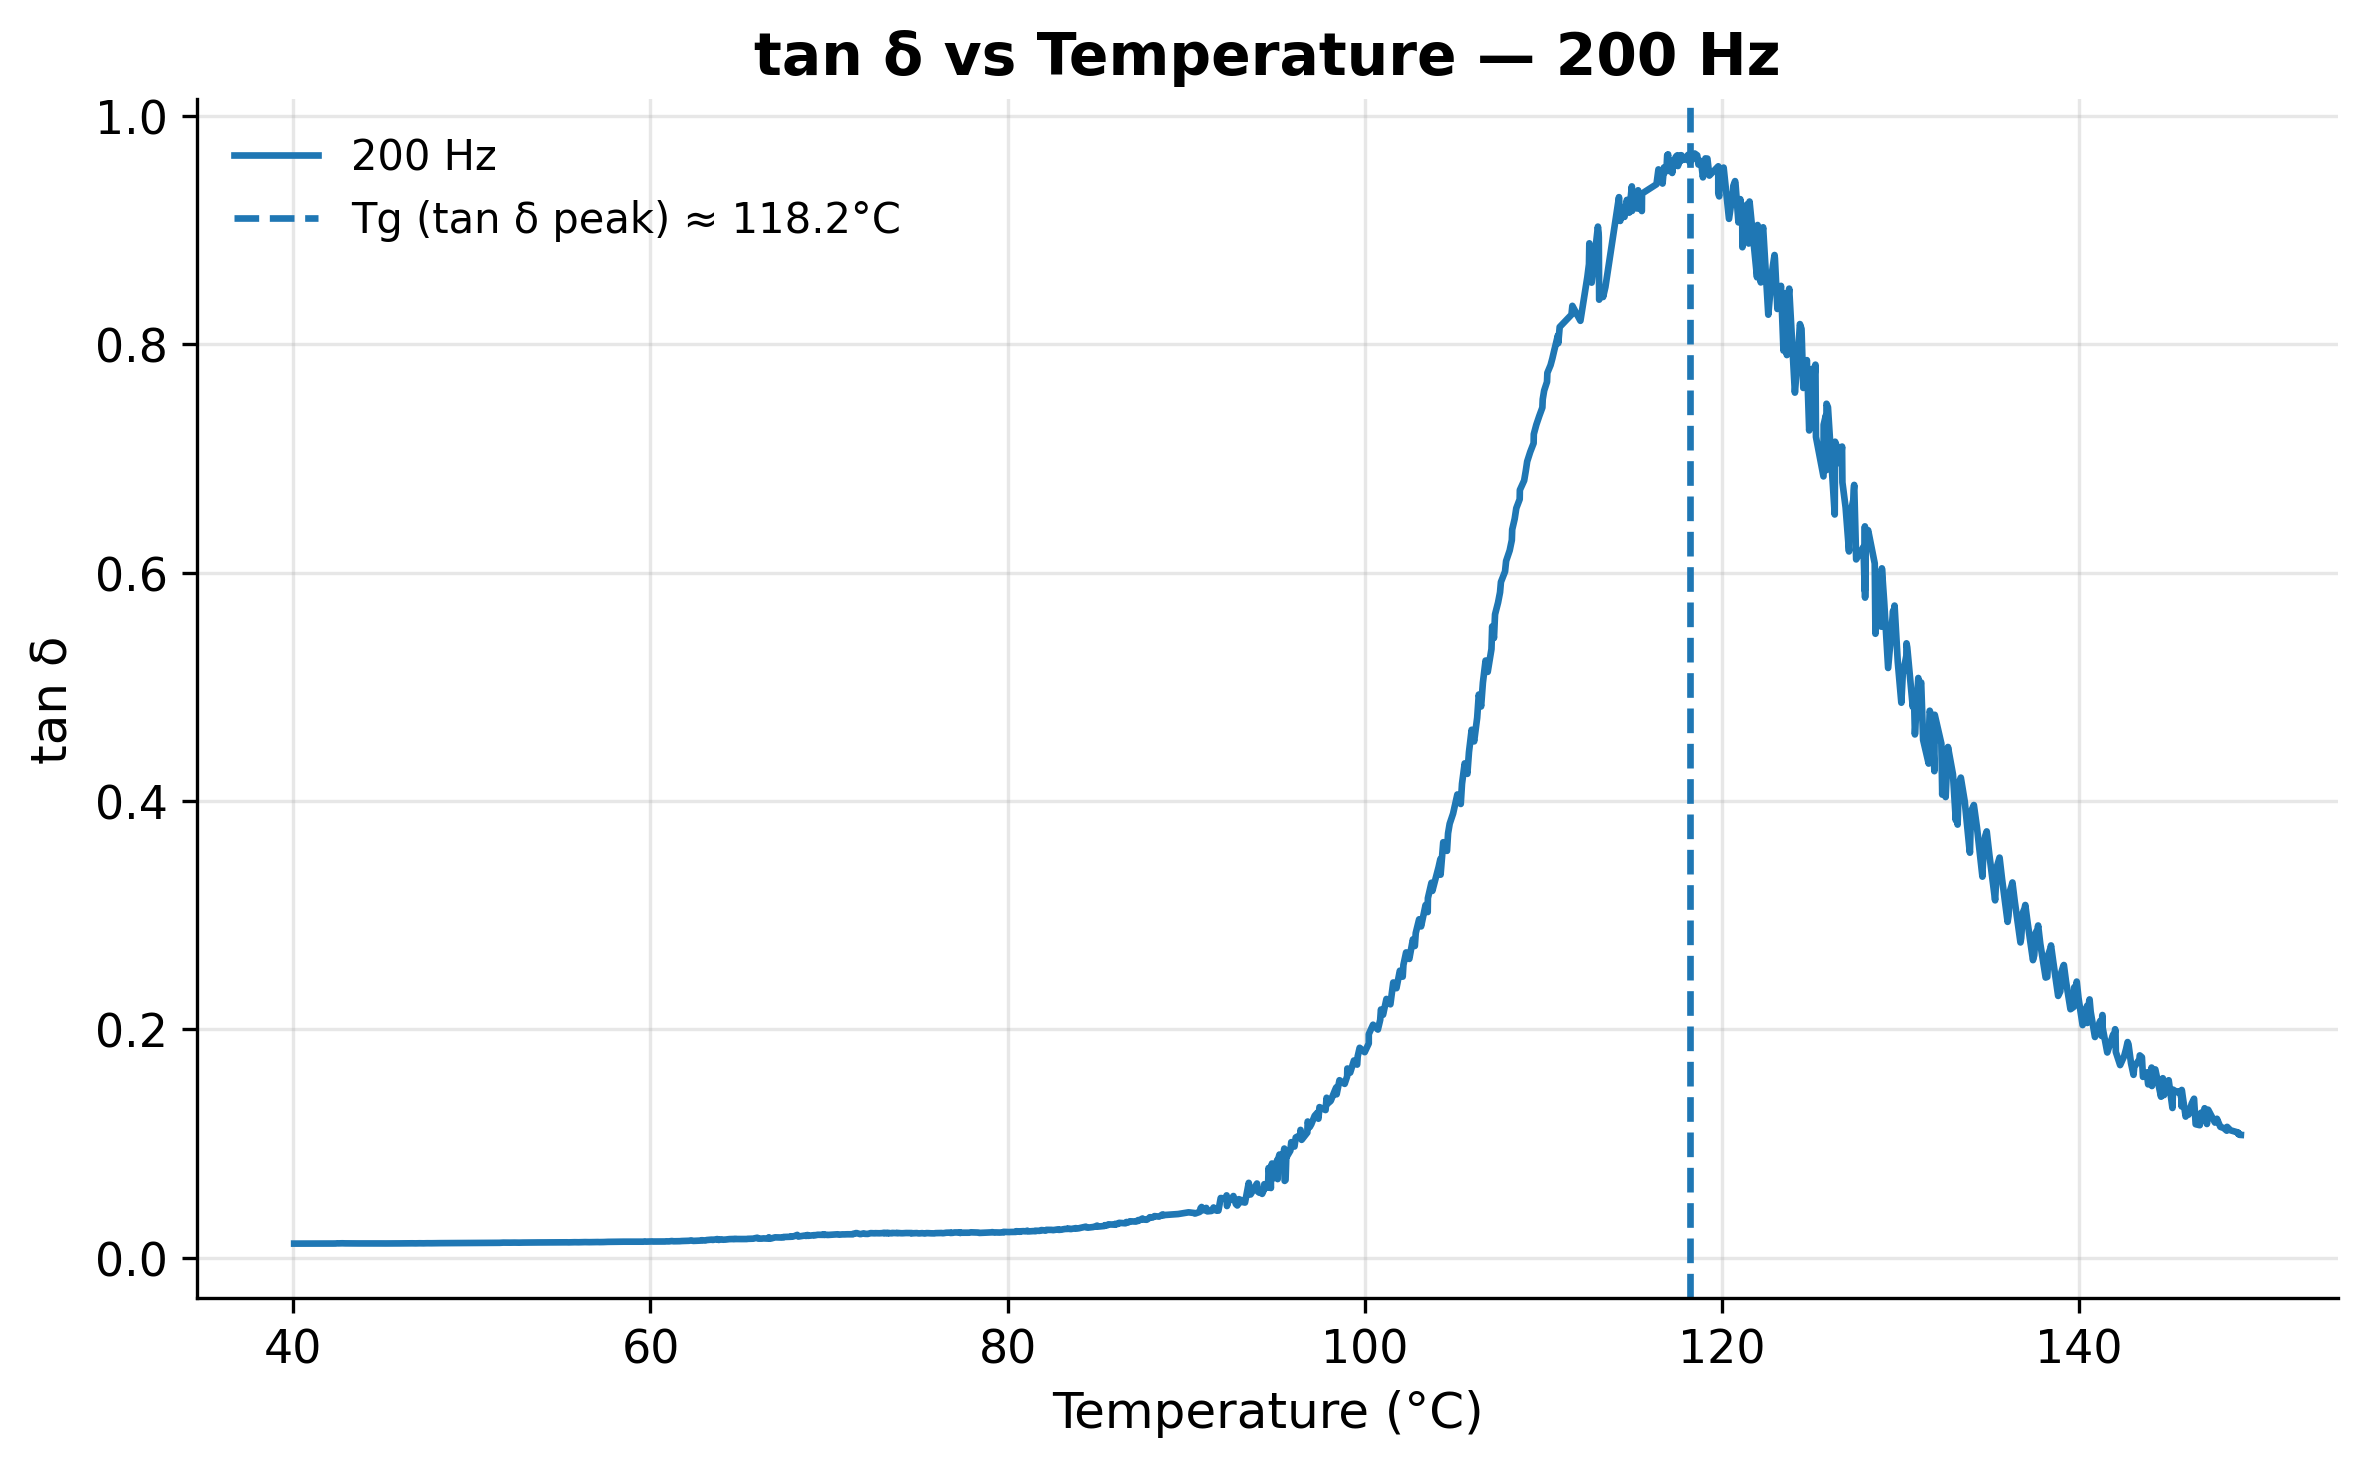 tan δ vs Temperature — 200 Hz
200 Hz
Tg (tan δ peak) ≈ 118.2°C
tan δ
1.0
0.8
0.6
0.4
0.2
0.0
40 60 80 100 120 140
Temperature (°C)